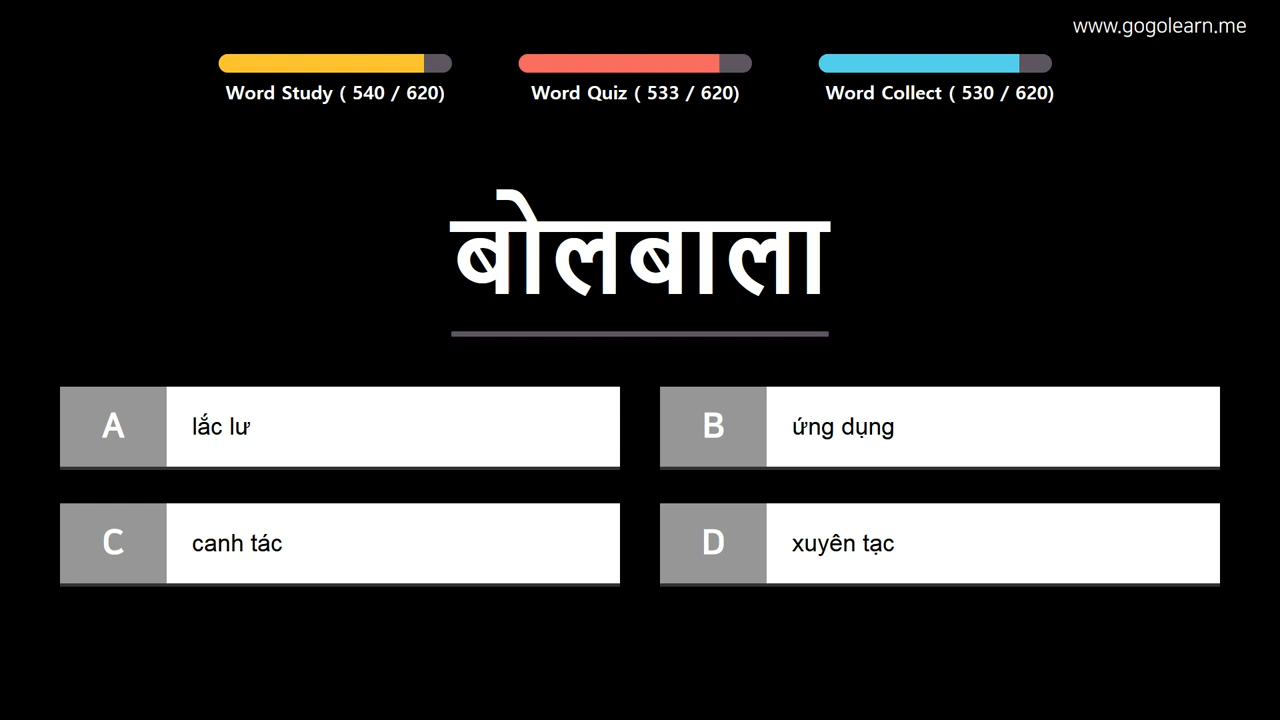 www.gogolearn.me
Word Study ( 540 / 620)
Word Quiz ( 533 / 620)
Word Collect ( 530 / 620)
बोलबाला
A lắc lư
B ứng dụng
C canh tác
D xuyên tạc